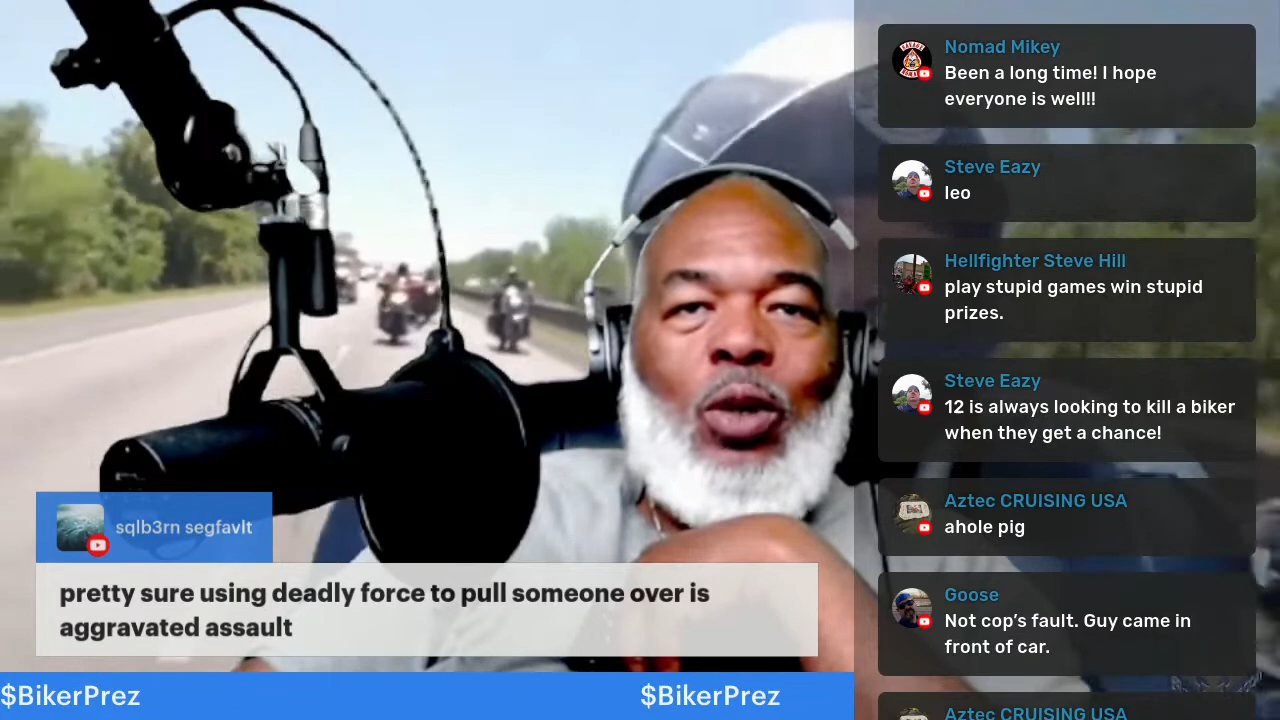 Nomad Mikey
Been a long time! I hope
everyone is well!!
Steve Eazy
leo
Hellfighter Steve Hill
play stupid games win stupid
prizes.
Steve Eazy
12 is always looking to kill a biker
when they get a chance!
Aztec CRUISING USA
ahole pig
Goose
Not cop’s fault. Guy came in
front of car.
Aztec CRUISING USA
sqlb3rn segfavlt
pretty sure using deadly force to pull someone over is
aggravated assault
$BikerPrez
$BikerPrez